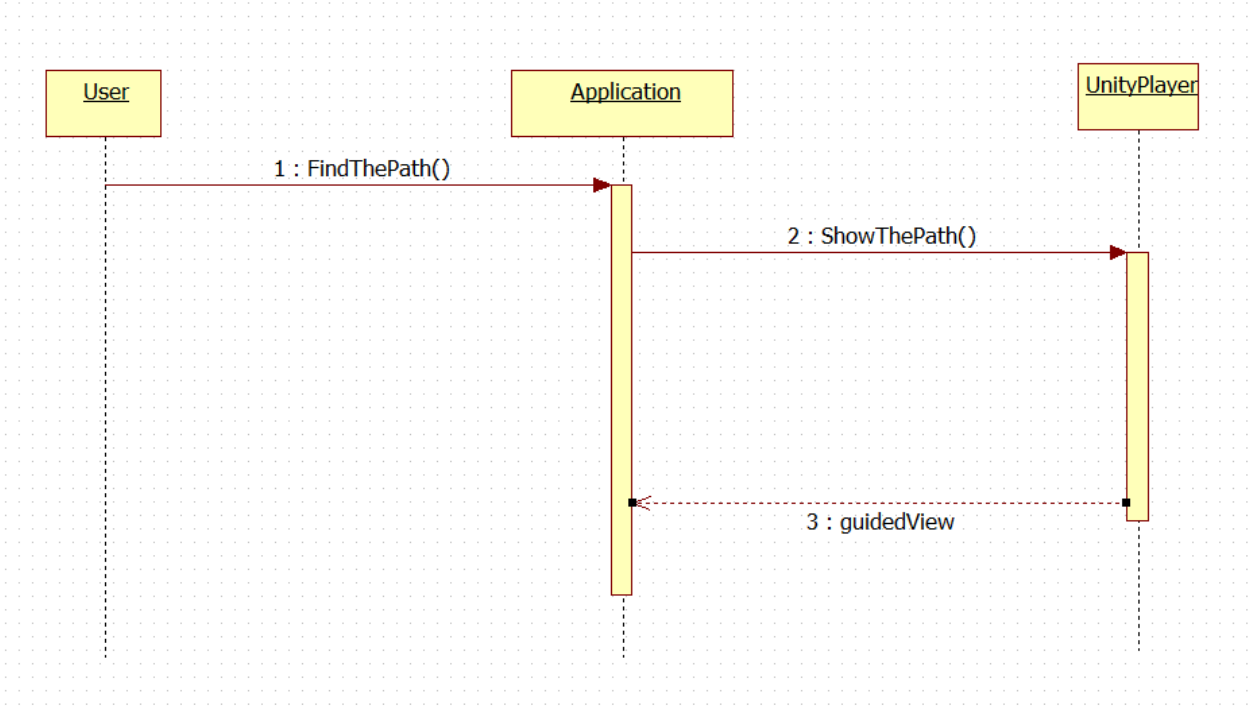 User
Application
UnityPlayer
1 : FindThePath()
2 : ShowThePath()
3 : guidedView